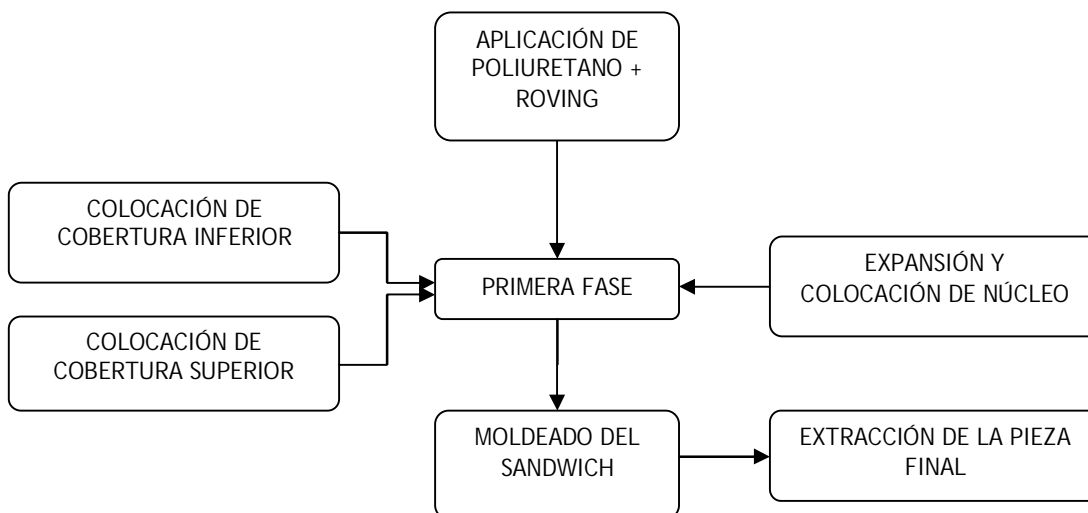 APLICACIÓN DE
POLIURETANO +
ROVING
COLOCACIÓN DE
COBERTURA INFERIOR
PRIMERA FASE
EXPANSIÓN Y
COLOCACIÓN DE NÚCLEO
COLOCACIÓN DE
COBERTURA SUPERIOR
MOLDEADO DEL
SANDWICH
EXTRACCIÓN DE LA PIEZA
FINAL